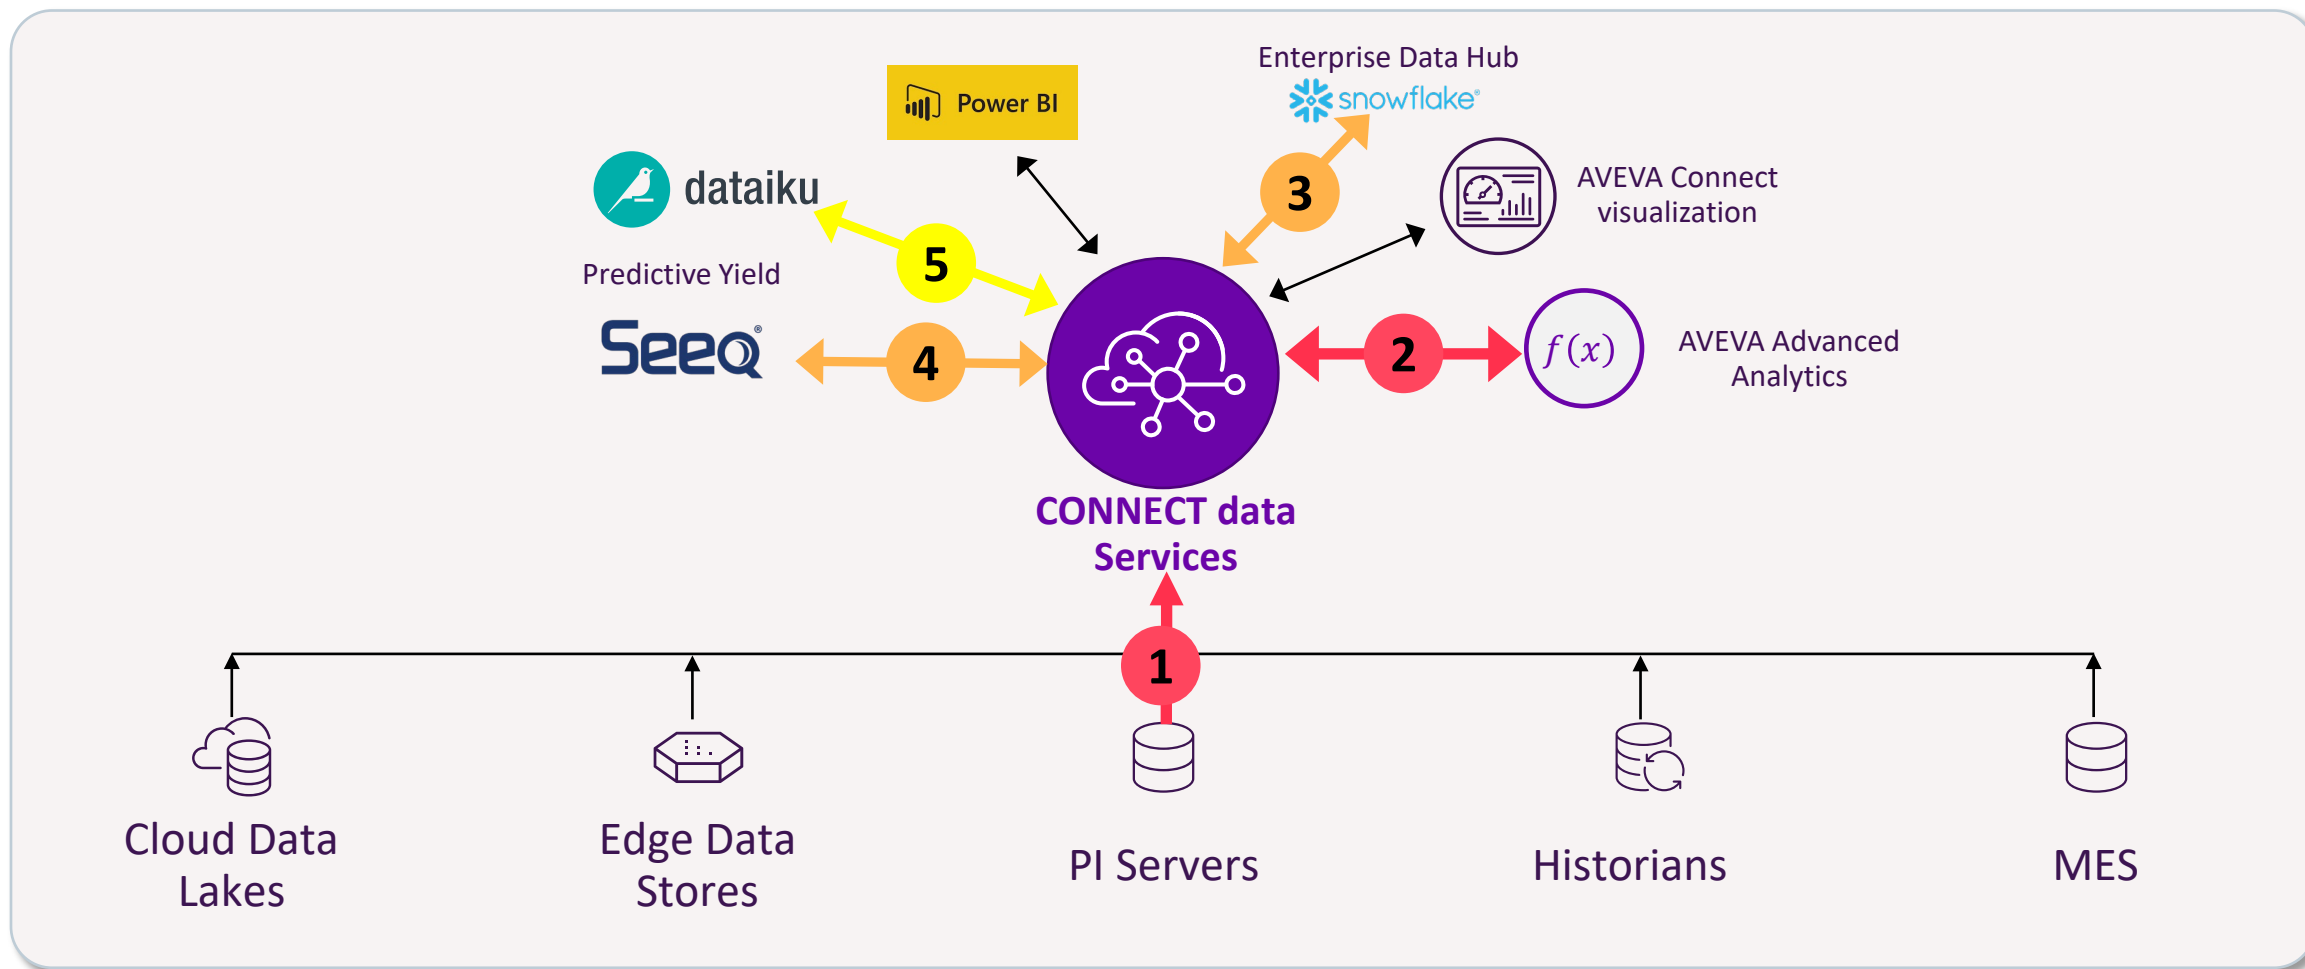 Enterprise Data Hub
snowflake®
Power BI
3
AVEVA Connect
visualization
dataiku
5
Predictive Yield
Seeq®
4
2
f(x)
AVEVA Advanced
Analytics
CONNECT data
Services
1
Cloud Data
Lakes
Edge Data
Stores
PI Servers
Historians
MES